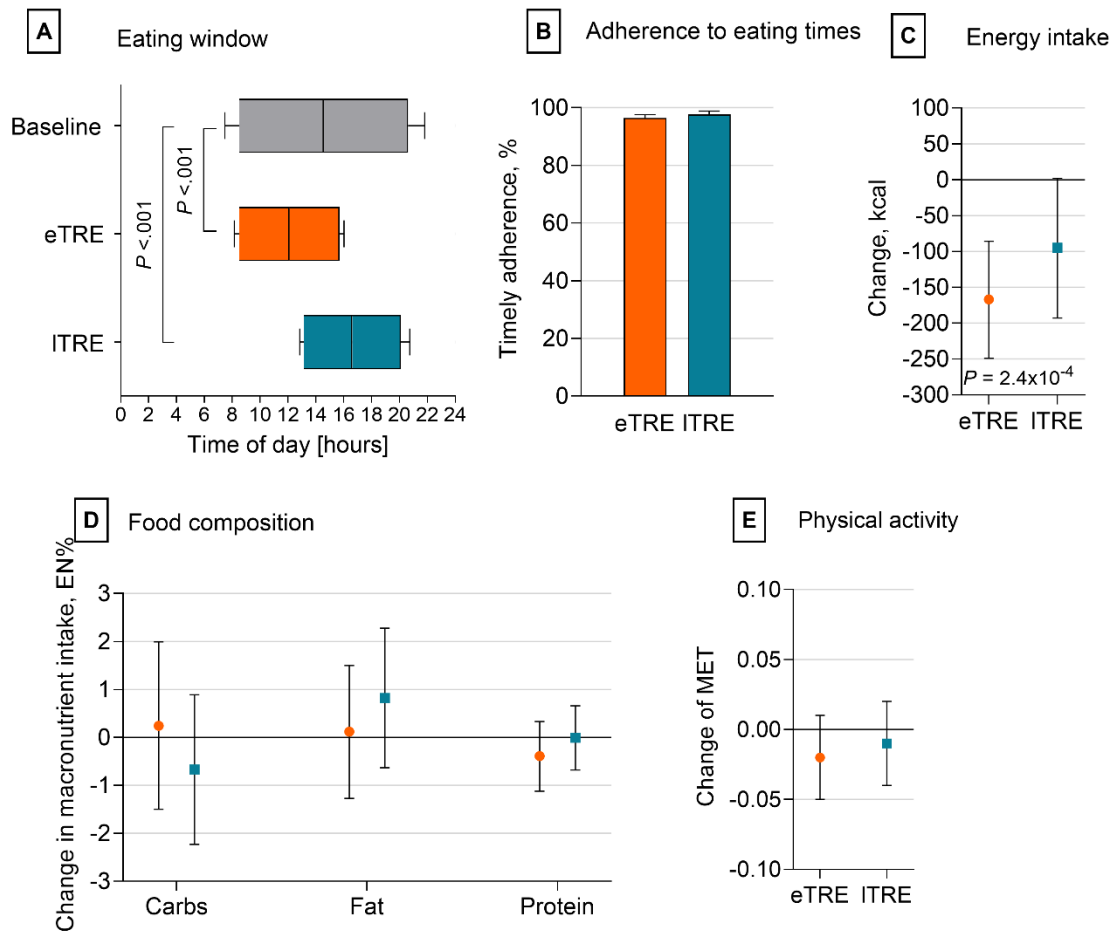 A Eating window
Baseline
eTRE
lTRE
P <.001
P <.001
0 2 4 6 8 10 12 14 16 18 20 22 24
Time of day [hours]
B Adherence to eating times
Timely adherence, %
100
80
60
40
20
0
eTRE lTRE
C Energy intake
Change, kcal
100
50
0
-50
-100
-150
-200
-250
-300
P = 2.4x10⁻⁴
eTRE lTRE
D Food composition
Change in macronutrient intake, EN%
3
2
1
0
-1
-2
-3
Carbs Fat Protein
E Physical activity
Change of MET
0.10
0.05
0.00
-0.05
-0.10
eTRE lTRE